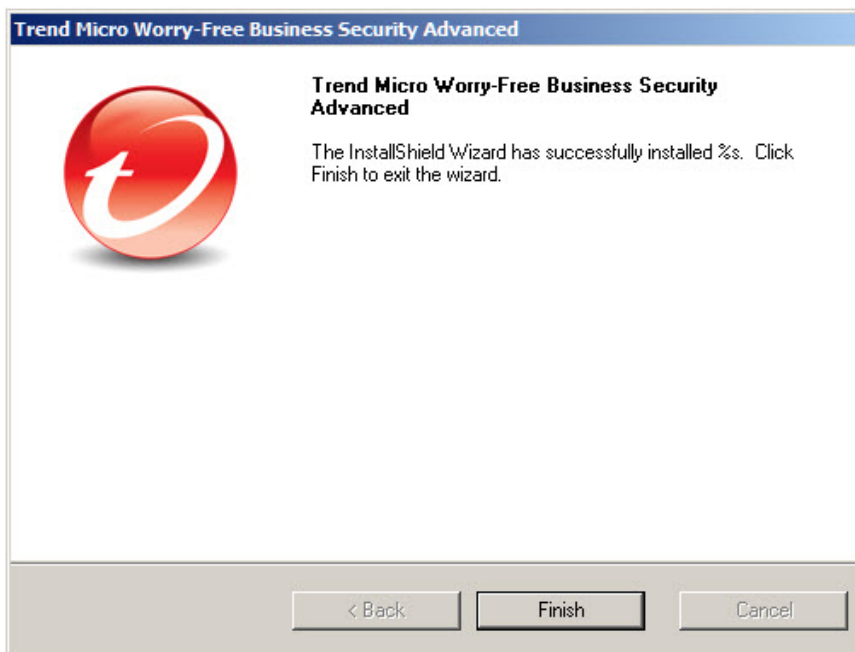 Trend Micro Worry-Free Business Security Advanced
Trend Micro Worry-Free Business Security
Advanced
The InstallShield Wizard has successfully installed %s. Click
Finish to exit the wizard.
< Back
Finish
Cancel